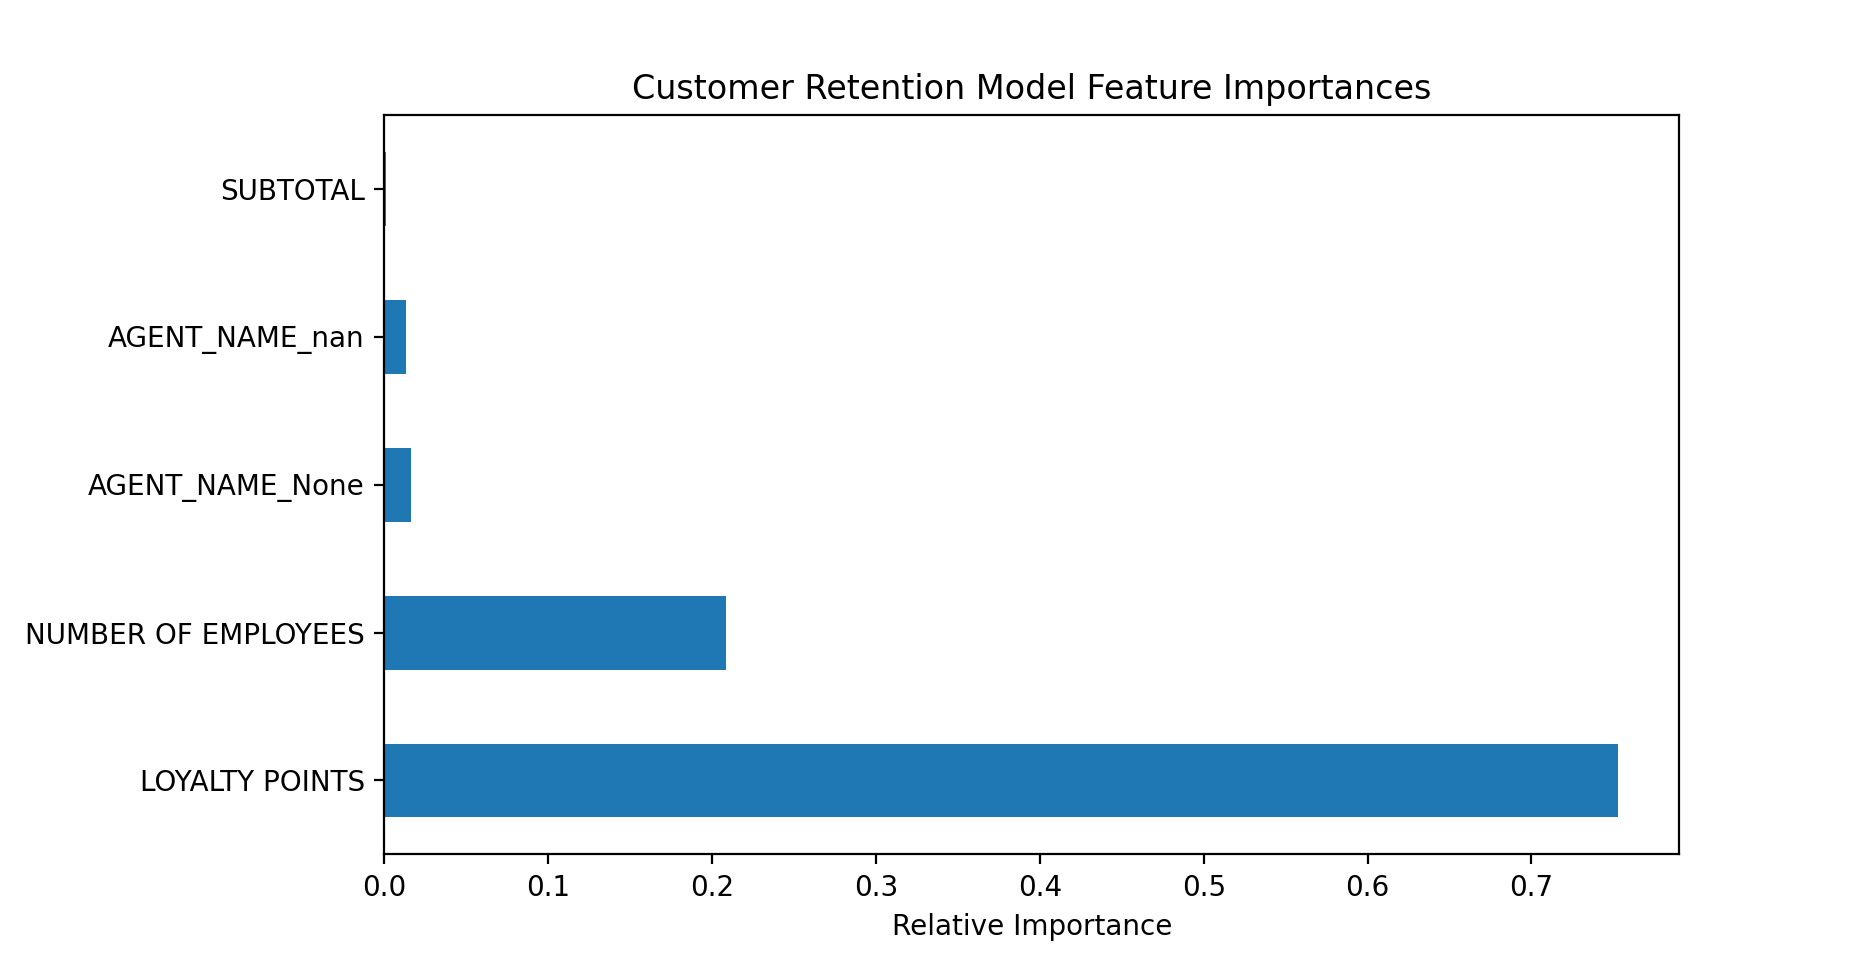 Customer Retention Model Feature Importances
SUBTOTAL
AGENT_NAME_nan
AGENT_NAME_None
NUMBER OF EMPLOYEES
LOYALTY POINTS
0.0 0.1 0.2 0.3 0.4 0.5 0.6 0.7
Relative Importance